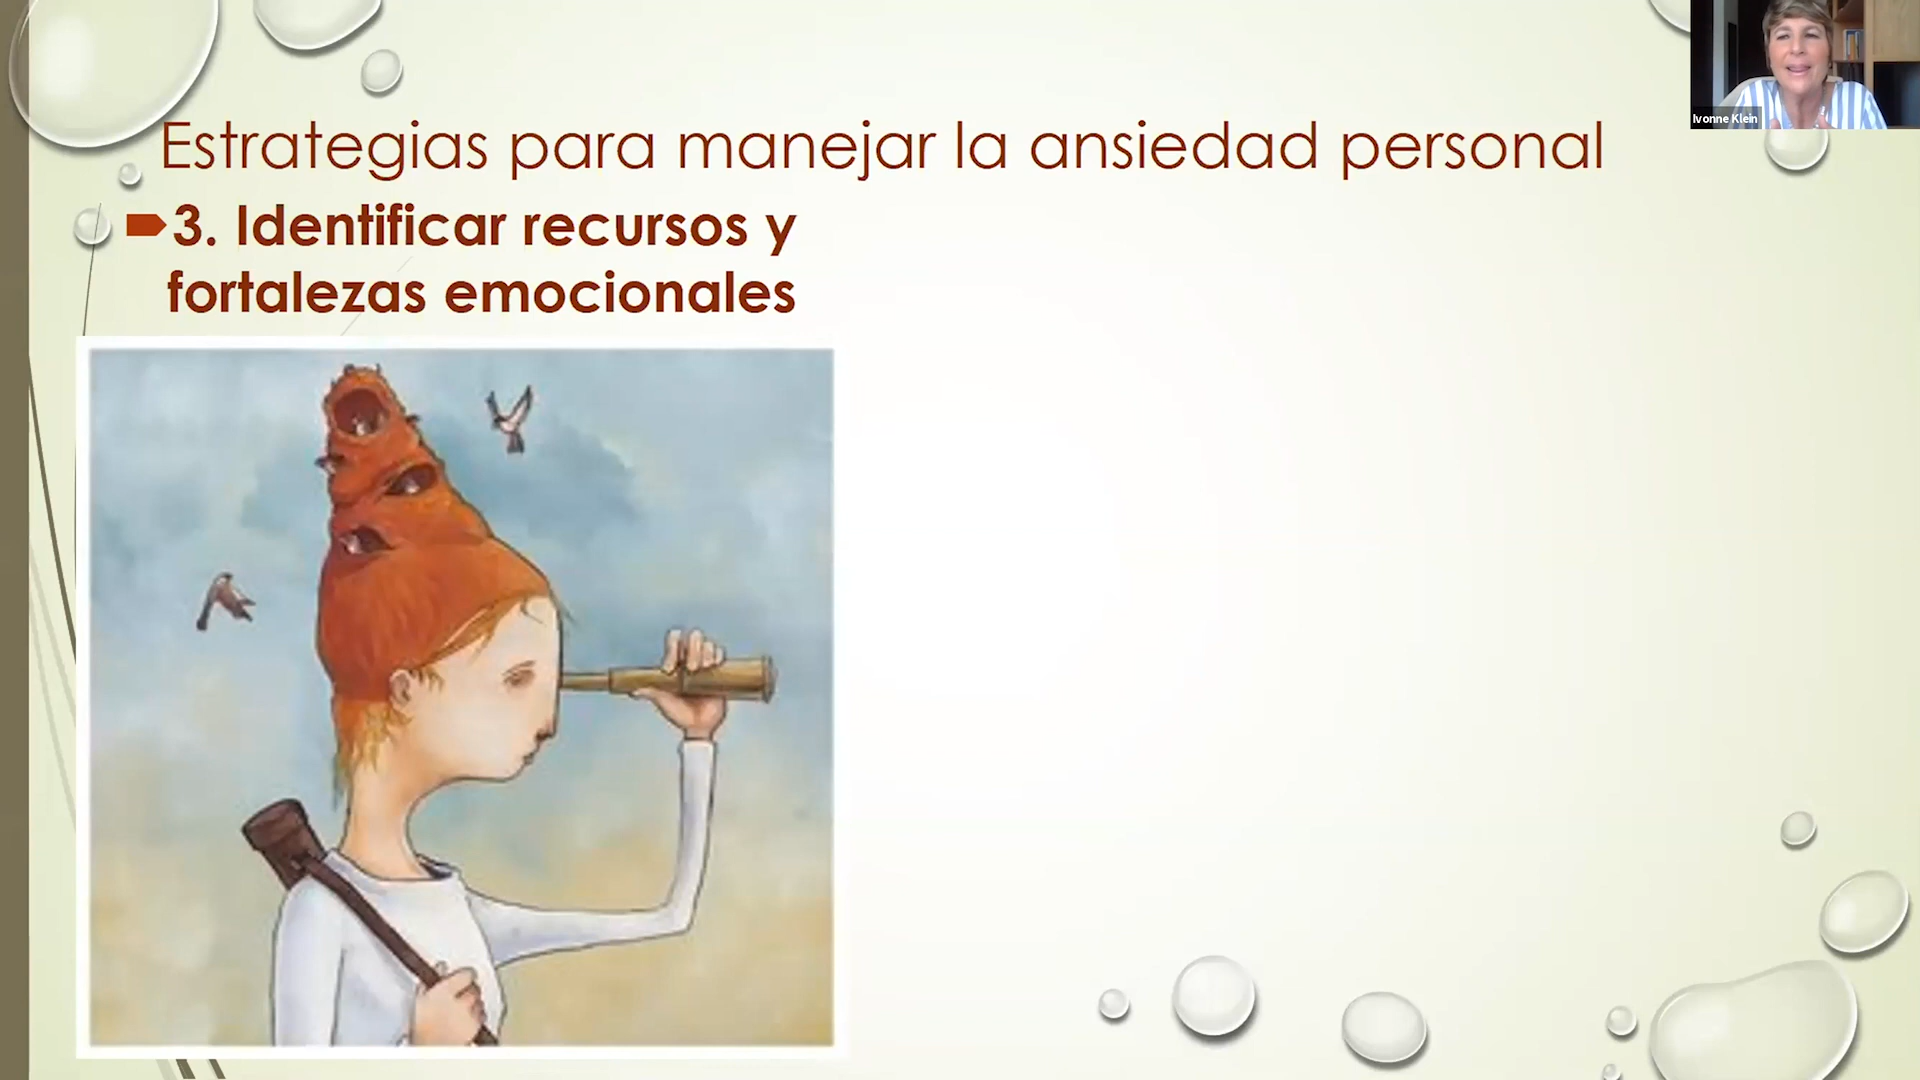 Estrategias para manejar la ansiedad personal
3. Identificar recursos y
fortalezas emocionales
Ivonne Klein